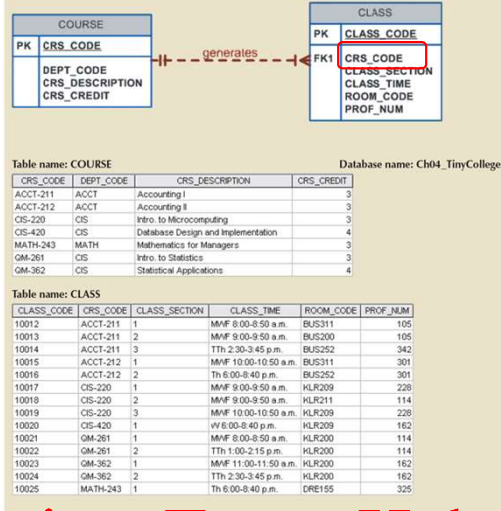 COURSE
PK CRS_CODE
DEPT_CODE
CRS_DESCRIPTION
CRS_CREDIT
generates
CLASS
PK CLASS_CODE
FK1 CRS_CODE
CLASS_SECTION
CLASS_TIME
ROOM_CODE
PROF_NUM
Table name: COURSE Database name: Ch04_TinyCollege
CRS_CODE DEPT_CODE CRS_DESCRIPTION CRS_CREDIT
ACCT-211 ACCT Accounting I 3
ACCT-212 ACCT Accounting II 3
CIS-220 CIS Intro. to Microcomputing 3
CIS-420 CIS Database Design and Implementation 4
MATH-243 MATH Mathematics for Managers 3
QM-261 CIS Intro. to Statistics 3
QM-362 CIS Statistical Applications 4
Table name: CLASS
CLASS_CODE CRS_CODE CLASS_SECTION CLASS_TIME ROOM_CODE PROF_NUM
10012 ACCT-211 1 MWF 8:00-8:50 a.m. BUS311 105
10013 ACCT-211 2 MWF 9:00-9:50 a.m. BUS200 105
10014 ACCT-211 3 TTh 2:30-3:45 p.m. BUS252 342
10015 ACCT-212 1 MWF 10:00-10:50 a.m. BUS311 301
10016 ACCT-212 2 Th 6:00-8:40 p.m. BUS252 301
10017 CIS-220 1 MWF 9:00-9:50 a.m. KLR209 228
10018 CIS-220 2 MWF 9:00-9:50 a.m. KLR211 114
10019 CIS-220 3 MWF 10:00-10:50 a.m. KLR209 228
10020 CIS-420 1 W 6:00-8:40 p.m. KLR209 162
10021 QM-261 1 MWF 8:00-8:50 a.m. KLR200 114
10022 QM-261 2 TTh 1:00-2:15 p.m. KLR200 114
10023 QM-362 1 MWF 11:00-11:50 a.m. KLR200 162
10024 QM-362 2 TTh 2:30-3:45 p.m. KLR200 162
10025 MATH-243 1 Th 6:00-8:40 p.m. DRE155 325